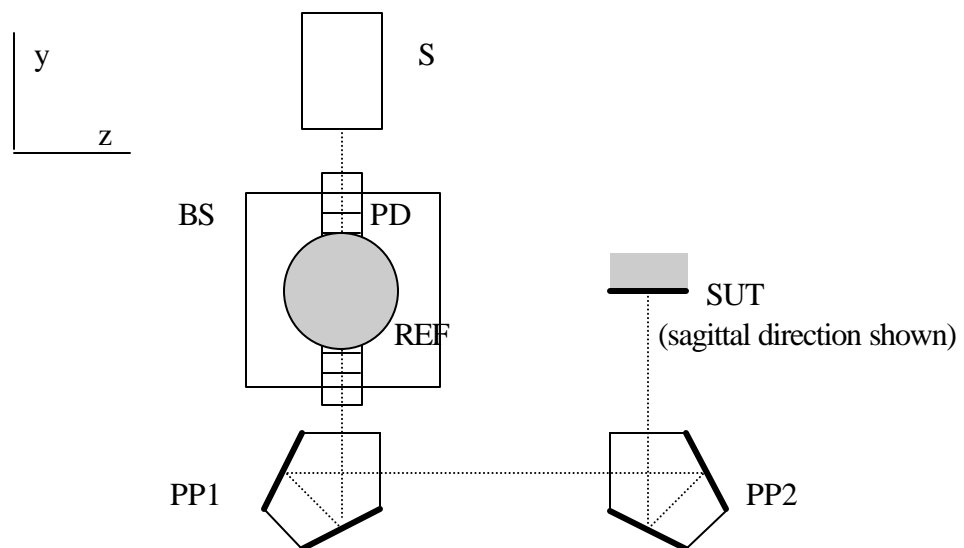 y
S
z
BS
PD
REF
SUT
(sagittal direction shown)
PP1
PP2